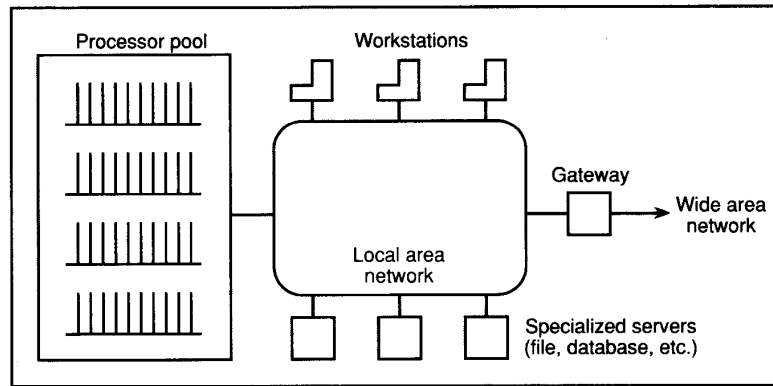 Processor pool
Workstations
Gateway
Wide area
network
Local area
network
Specialized servers
(file, database, etc.)